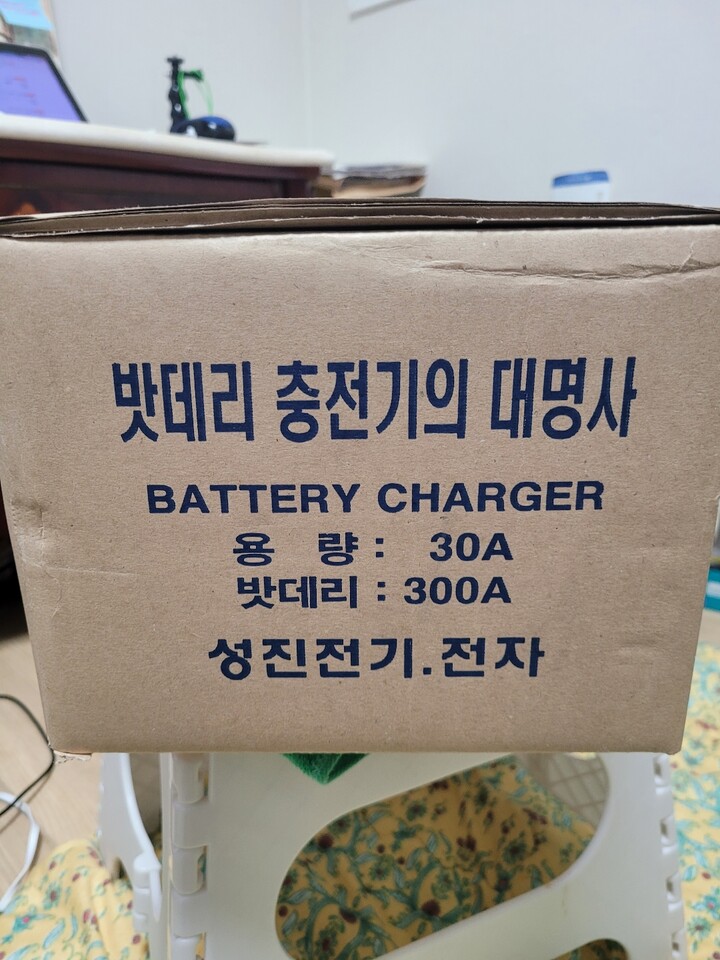 밧데리 충전기의 대명사
BATTERY CHARGER
용 량 : 30A
밧데리 : 300A
성진전기.전자